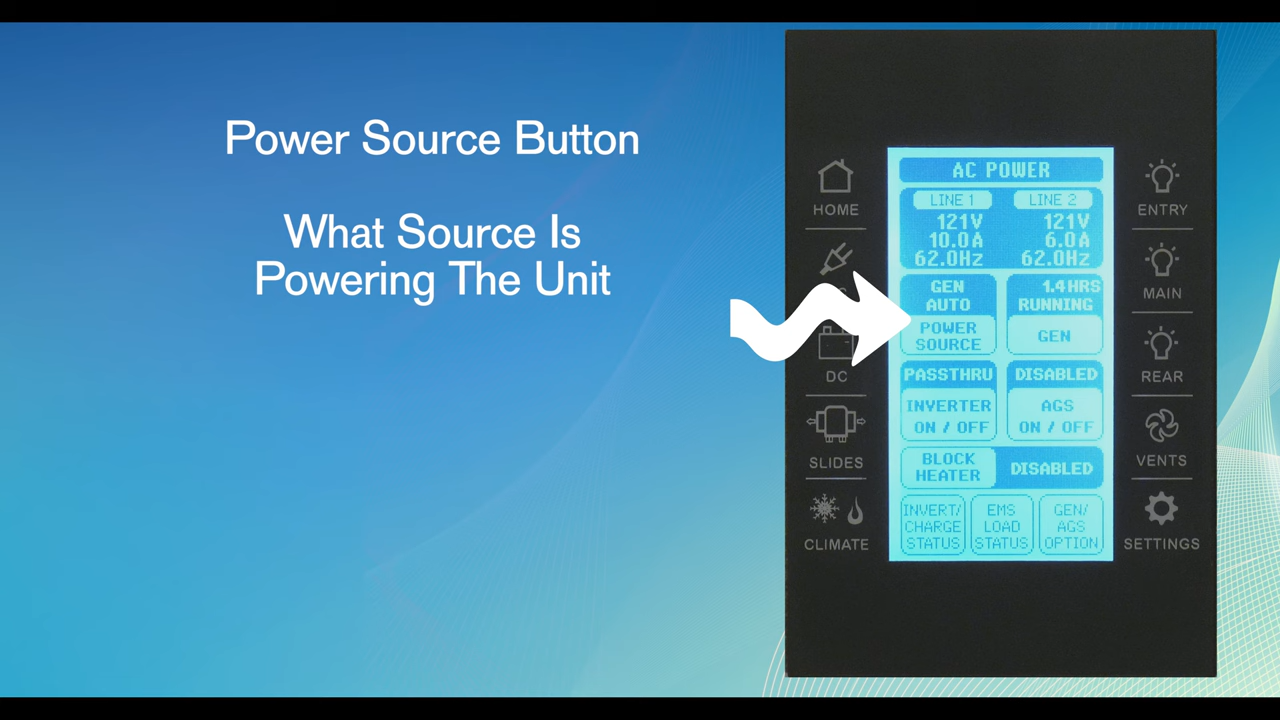 Power Source Button
What Source Is
Powering The Unit
HOME
DC
SLIDES
CLIMATE
AC POWER
LINE 1 LINE 2
121V 121V
10.0A 6.0A
62.0Hz 62.0Hz
GEN
AUTO
POWER
SOURCE
1.4HRS
RUNNING
GEN
PASSTHRU
INVERTER
ON / OFF
DISABLED
AGS
ON / OFF
BLOCK
HEATER
DISABLED
INVERT/
CHARGE
STATUS
EMS
LOAD
STATUS
GEN/
AGS
OPTION
ENTRY
MAIN
REAR
VENTS
SETTINGS